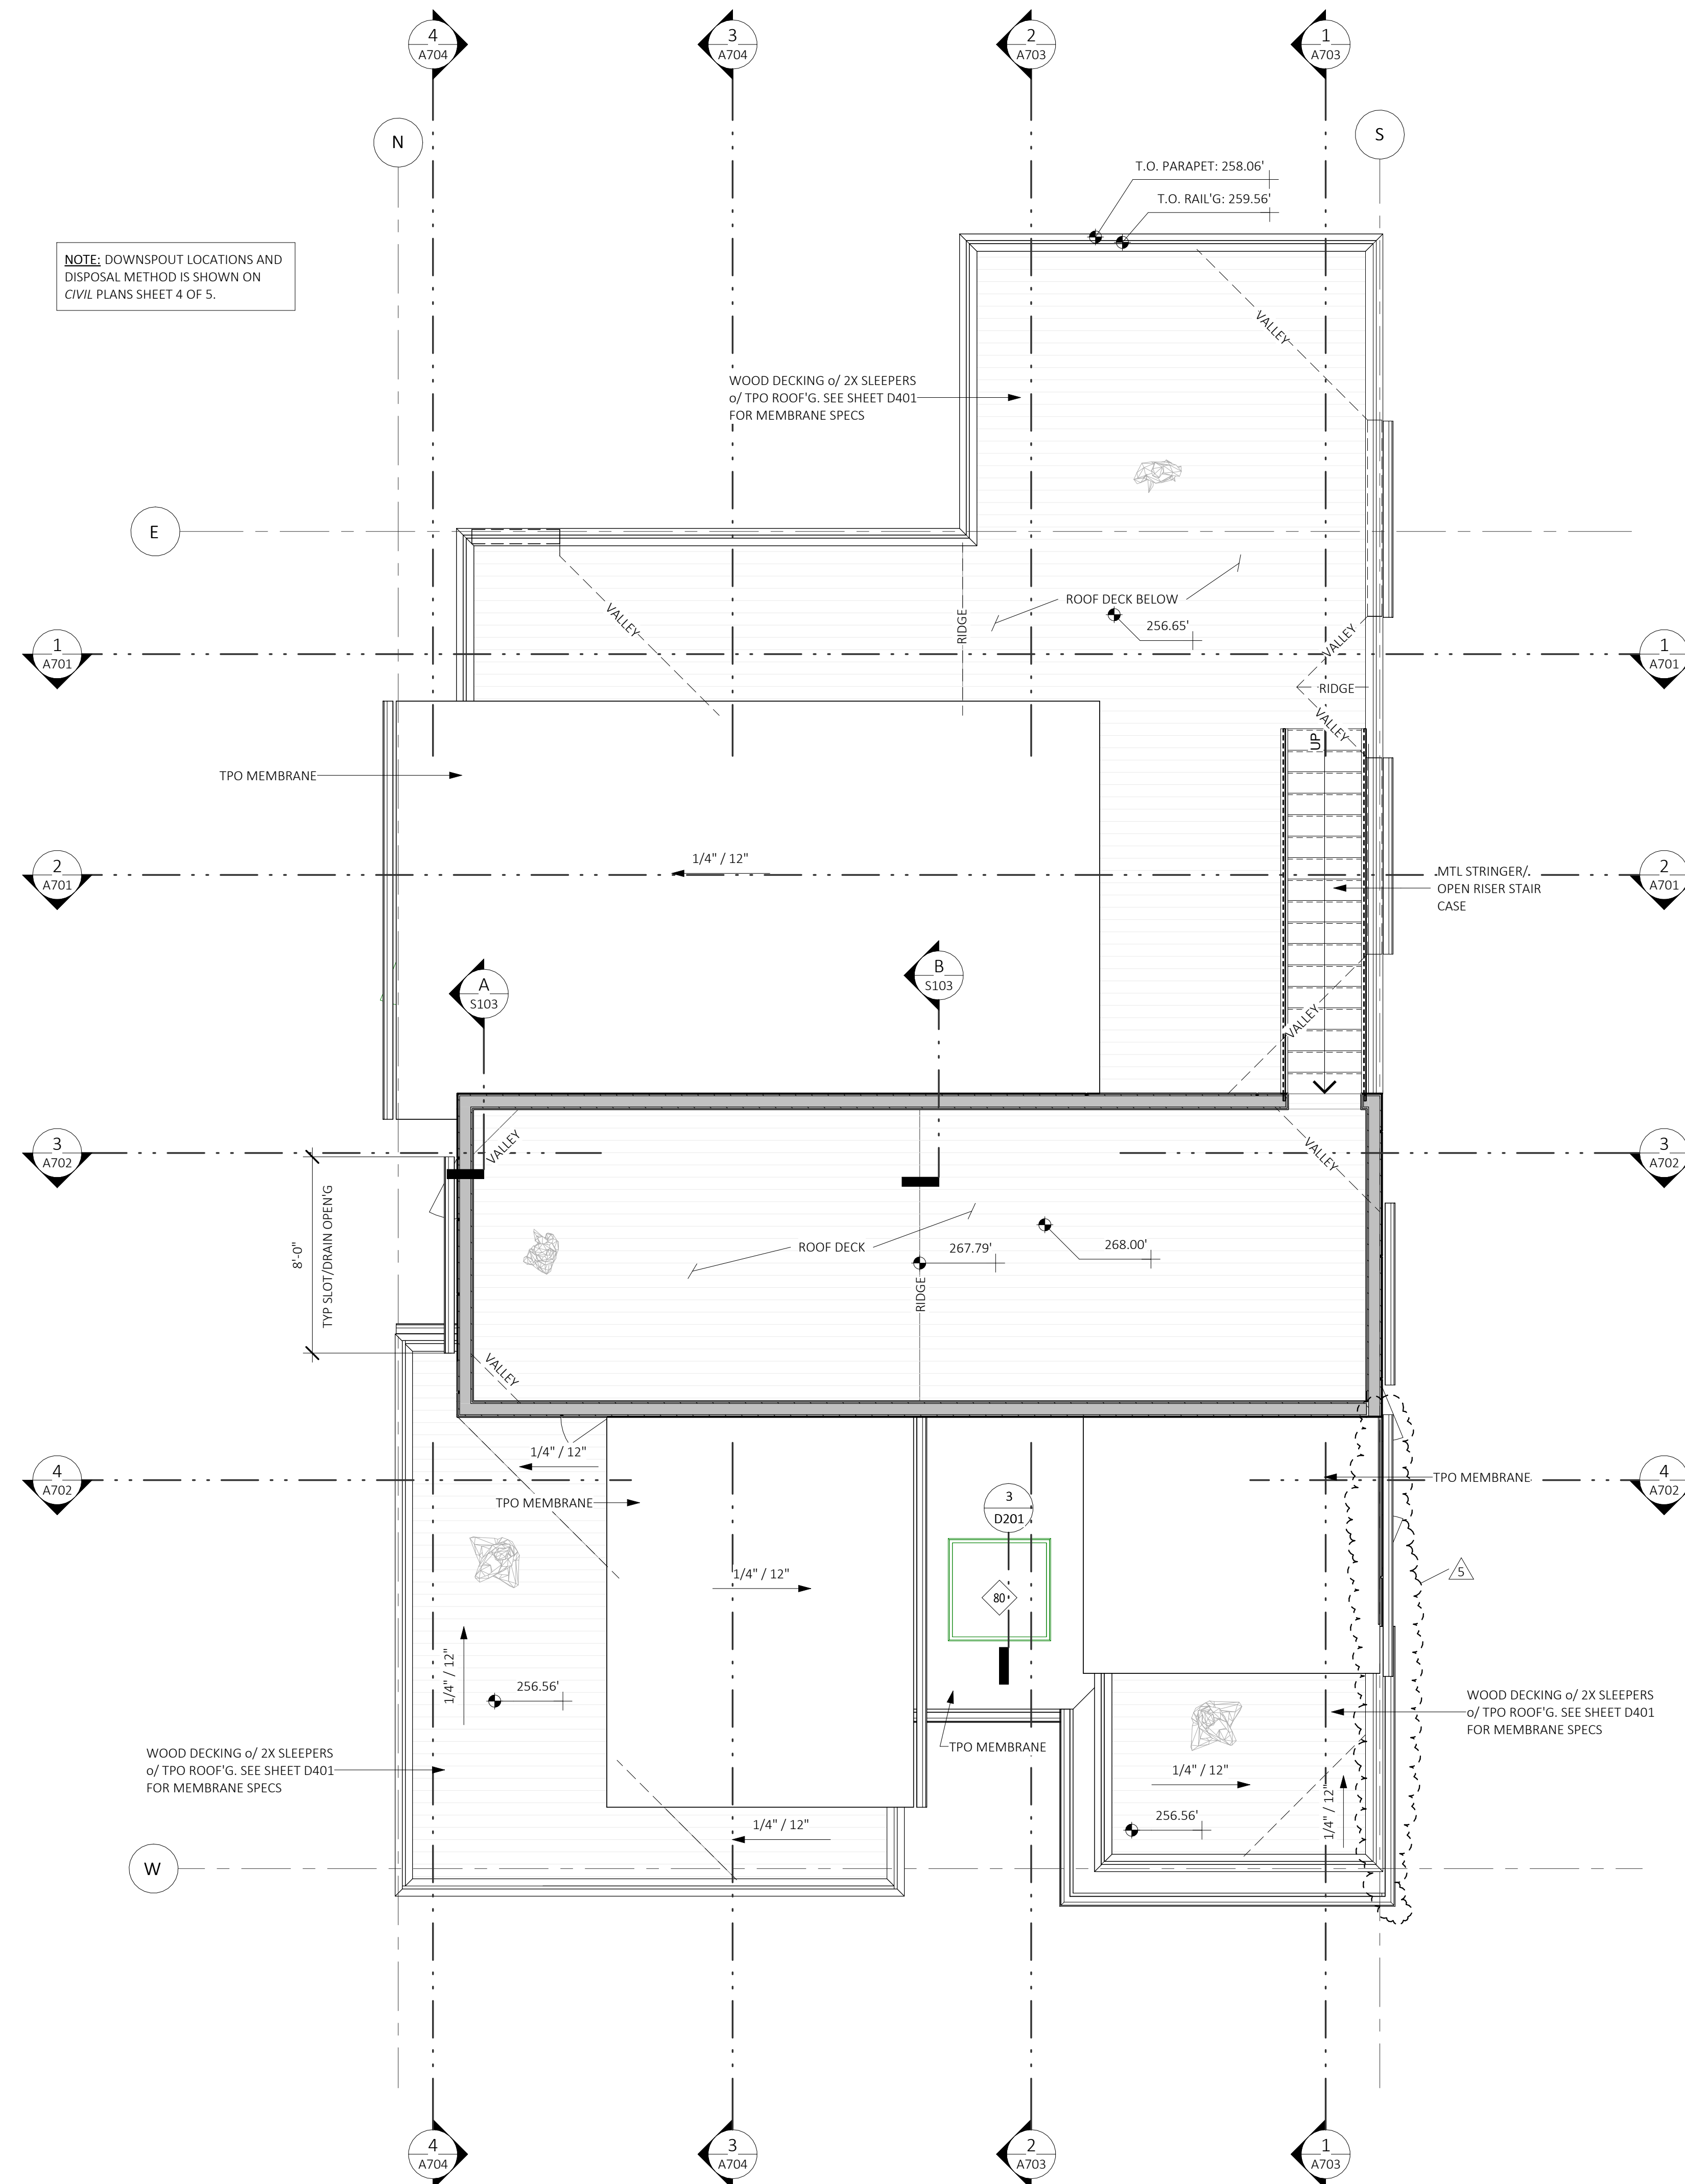 4
A704
3
A704
2
A703
1
A703
N
S
T.O. PARAPET: 258.06'
T.O. RAIL'G: 259.56'
NOTE: DOWNSPOUT LOCATIONS AND
DISPOSAL METHOD IS SHOWN ON
CIVIL PLANS SHEET 4 OF 5.
VALLEY
WOOD DECKING o/ 2X SLEEPERS
o/ TPO ROOF'G. SEE SHEET D401
FOR MEMBRANE SPECS
E
VALLEY
RIDGE
ROOF DECK BELOW
256.65'
VALLEY
1
A701
1
A701
RIDGE
VALLEY
UP
TPO MEMBRANE
1/4" / 12"
2
A701
2
A701
MTL STRINGER/
OPEN RISER STAIR
CASE
A
S103
B
S103
VALLEY
3
A702
VALLEY
VALLEY
3
A702
8'-0"
TYP SLOT/DRAIN OPEN'G
ROOF DECK
267.79'
268.00'
RIDGE
VALLEY
1/4" / 12"
4
A702
TPO MEMBRANE
4
A702
TPO MEMBRANE
3
D201
1/4" / 12"
80
5
1/4" / 12"
256.56'
WOOD DECKING o/ 2X SLEEPERS
o/ TPO ROOF'G. SEE SHEET D401
FOR MEMBRANE SPECS
TPO MEMBRANE
WOOD DECKING o/ 2X SLEEPERS
o/ TPO ROOF'G. SEE SHEET D401
FOR MEMBRANE SPECS
1/4" / 12"
1/4" / 12"
256.56'
1/4" / 12"
W
4
A704
3
A704
2
A703
1
A703